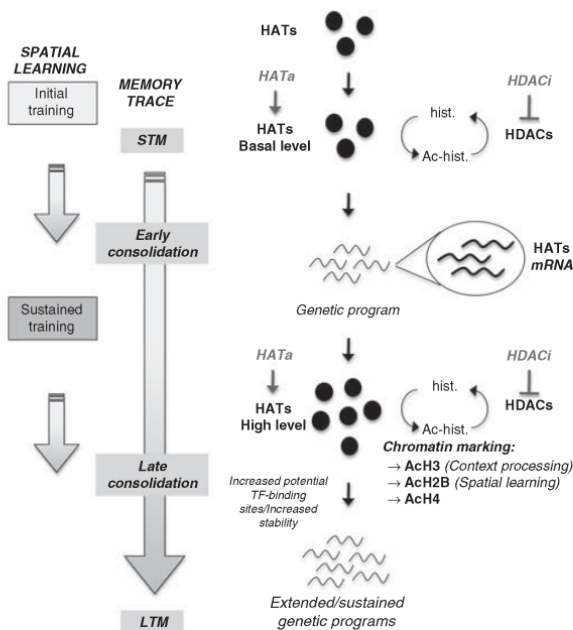 SPATIAL
LEARNING
Initial
training
Sustained
training
MEMORY
TRACE
STM
Early
consolidation
Late
consolidation
LTM
HATs
HATa
HATs
Basal level
hist.
Ac-hist.
HDACi
HDACs
HATs
mRNA
Genetic program
HATa
HATs
High level
hist.
Ac-hist.
HDACi
HDACs
Chromatin marking:
→ AcH3 (Context processing)
→ AcH2B (Spatial learning)
→ AcH4
Increased potential
TF-binding
sites/Increased
stability
Extended/sustained
genetic programs